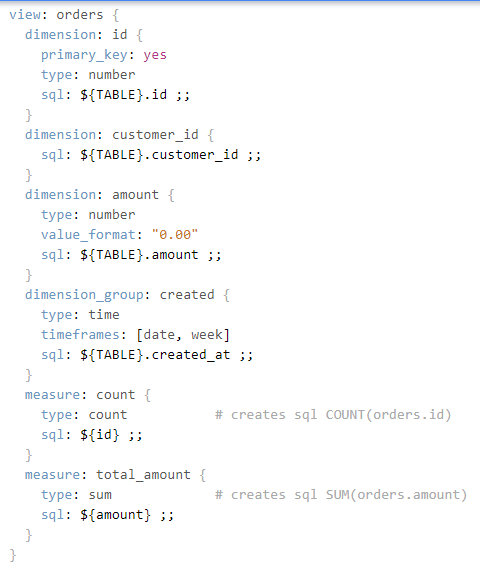 view: orders {
  dimension: id {
    primary_key: yes
    type: number
    sql: ${TABLE}.id ;;
  }
  dimension: customer_id {
    sql: ${TABLE}.customer_id ;;
  }
  dimension: amount {
    type: number
    value_format: "0.00"
    sql: ${TABLE}.amount ;;
  }
  dimension_group: created {
    type: time
    timeframes: [date, week]
    sql: ${TABLE}.created_at ;;
  }
  measure: count {
    type: count           # creates sql COUNT(orders.id)
    sql: ${id} ;;
  }
  measure: total_amount {
    type: sum             # creates sql SUM(orders.amount)
    sql: ${amount} ;;
  }
}